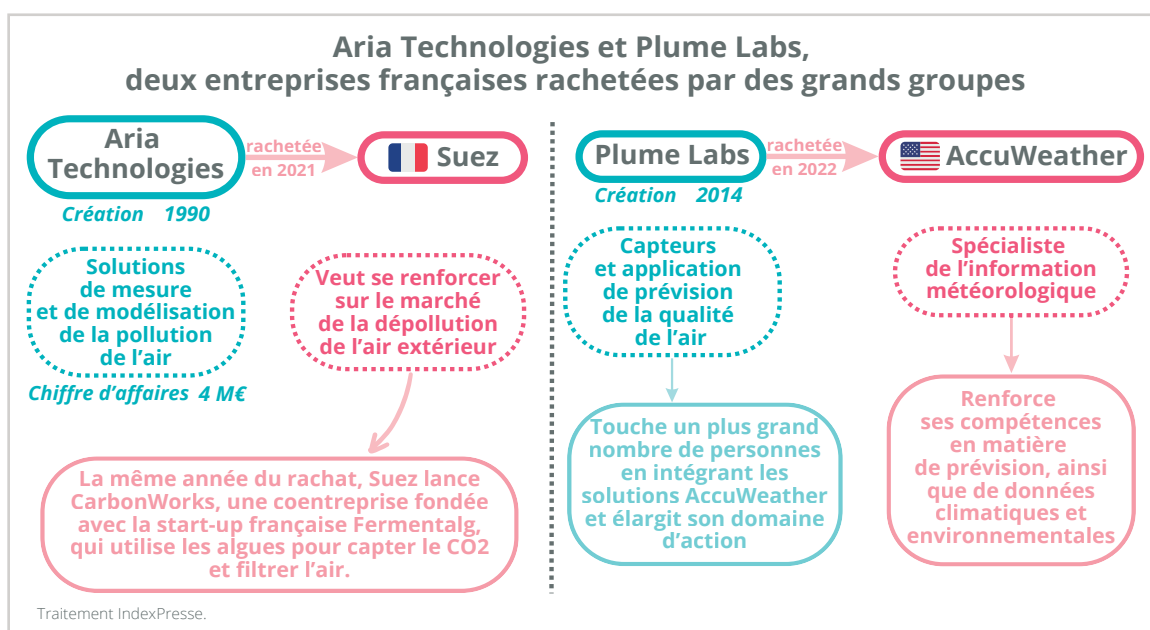 Aria Technologies et Plume Labs,
deux entreprises françaises rachetées par des grands groupes
Aria
Technologies
rachetée
en 2021
Suez
Création 1990
Solutions
de mesure
et de modélisation
de la pollution
de l'air
Chiffre d'affaires 4 M€
Veut se renforcer
sur le marché
de la dépollution
de l'air extérieur
La même année du rachat, Suez lance
CarbonWorks, une coentreprise fondée
avec la start-up française Fermentalg,
qui utilise les algues pour capter le CO2
et filtrer l'air.
Plume Labs
rachetée
en 2022
AccuWeather
Création 2014
Capteurs
et application
de prévision
de la qualité
de l'air
Spécialiste
de l'information
météorologique
Touche un plus grand
nombre de personnes
en intégrant les
solutions AccuWeather
et élargit son domaine
d'action
Renforce
ses compétences
en matière
de prévision, ainsi
que de données
climatiques et
environnementales
Traitement IndexPresse.